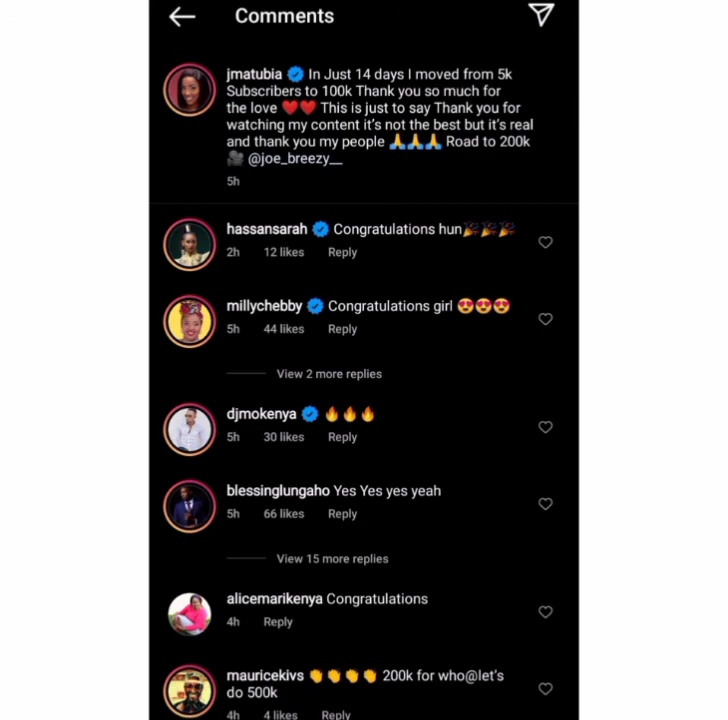 Comments
jmatubia In Just 14 days I moved from 5k
Subscribers to 100k Thank you so much for
the love ❤️❤️ This is just to say Thank you for
watching my content it's not the best but it's real
and thank you my people 🙏🙏🙏 Road to 200k
🎥 @joe_breezy__
5h
hassansarah Congratulations hun🎉🎉🎉
2h 12 likes Reply
millychebby Congratulations girl 😍😍😍
5h 44 likes Reply
View 2 more replies
djmokenya 🔥🔥🔥
5h 30 likes Reply
blessinglungaho Yes Yes yes yeah
5h 66 likes Reply
View 15 more replies
alicemarikenya Congratulations
4h Reply
mauricekivs 👏👏👏👏 200k for who@let's
do 500k
4h 4 likes Reply